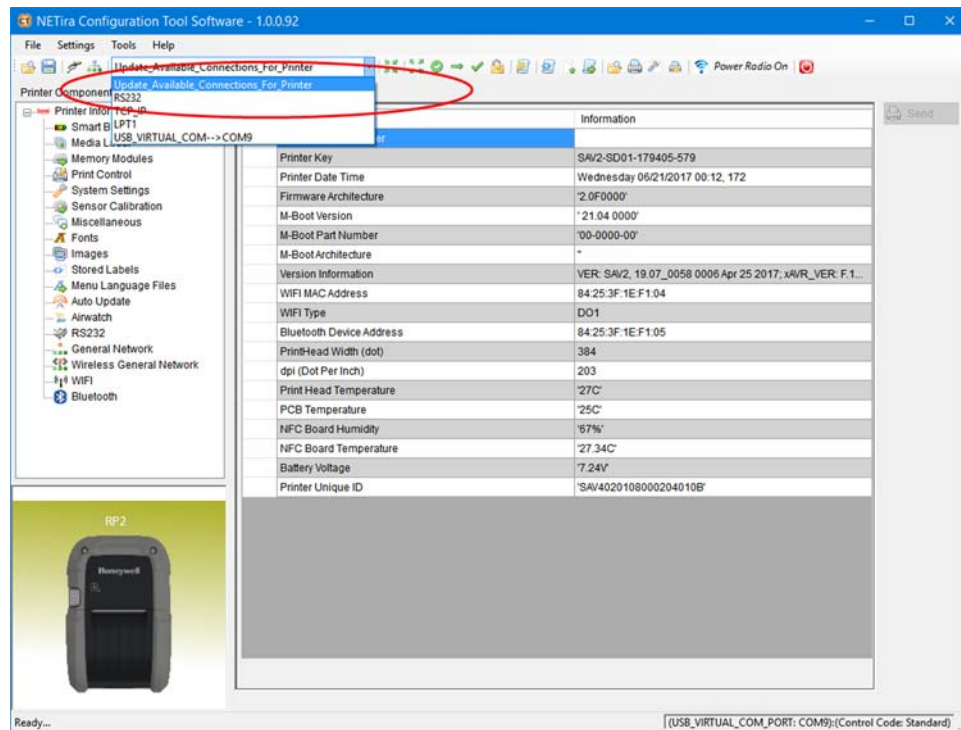 NETira Configuration Tool Software - 1.0.0.92
File Settings Tools Help
Update_Available_Connections_For_Printer
Power Radio On
Update_Available_Connections_For_Printer
RS232
TCP_IP
LPT1
USB_VIRTUAL_COM-->COM9
Printer Component
Printer Infor
Smart B
Media L
Memory Modules
Print Control
System Settings
Sensor Calibration
Miscellaneous
Fonts
Images
Stored Labels
Menu Language Files
Auto Update
Airwatch
RS232
General Network
Wireless General Network
WIFI
Bluetooth
Information
Send
er
Printer Key SAV2-SD01-179405-579
Printer Date Time Wednesday 06/21/2017 00:12, 172
Firmware Architecture '2.0F0000'
M-Boot Version ' 21.04 0000'
M-Boot Part Number '00-0000-00'
M-Boot Architecture "
Version Information VER: SAV2, 19.07_0058 0006 Apr 25 2017; xAVR_VER: F.1...
WIFI MAC Address 84:25:3F:1E:F1:04
WIFI Type DO1
Bluetooth Device Address 84:25:3F:1E:F1:05
PrintHead Width (dot) 384
dpi (Dot Per Inch) 203
Print Head Temperature '27C'
PCB Temperature '25C'
NFC Board Humidity '67%'
NFC Board Temperature '27.34C'
Battery Voltage '7.24V'
Printer Unique ID 'SAV4020108000204010B'
RP2
Honeywell
Ready...
(USB_VIRTUAL_COM_PORT: COM9):(Control Code: Standard)